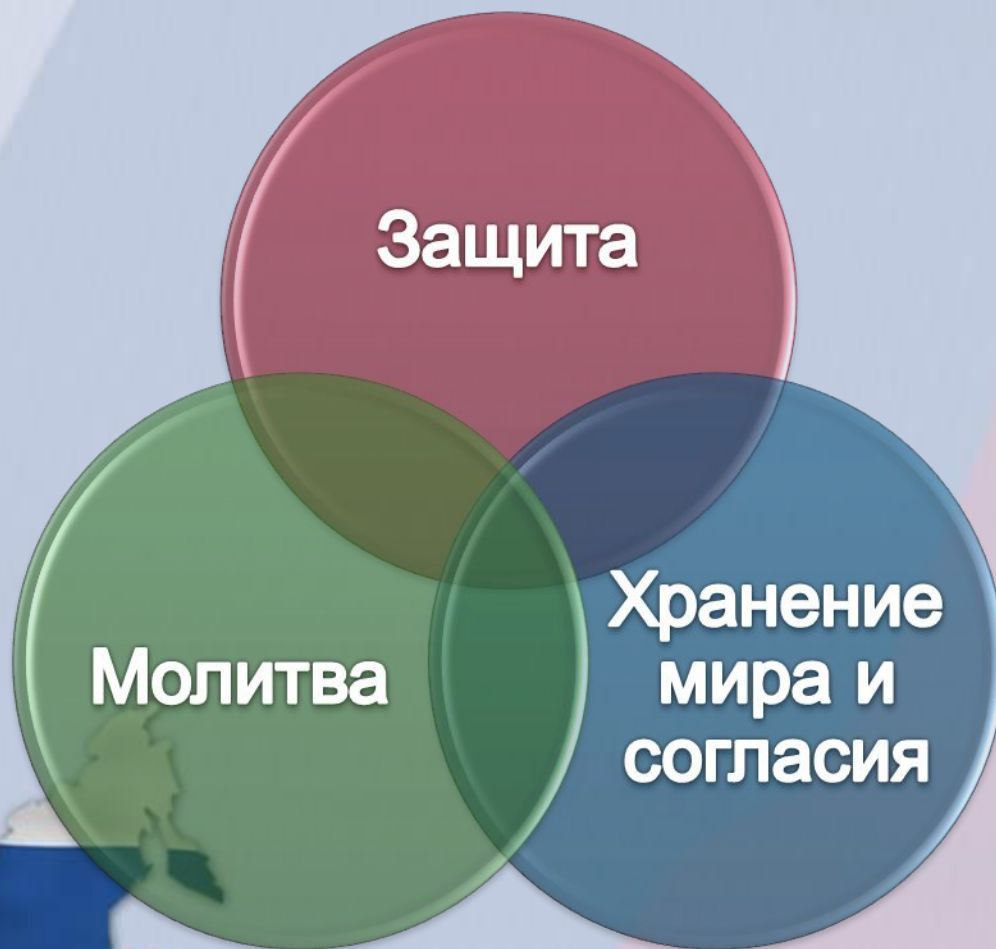 Защита
Молитва
Хранение
мира и
согласия